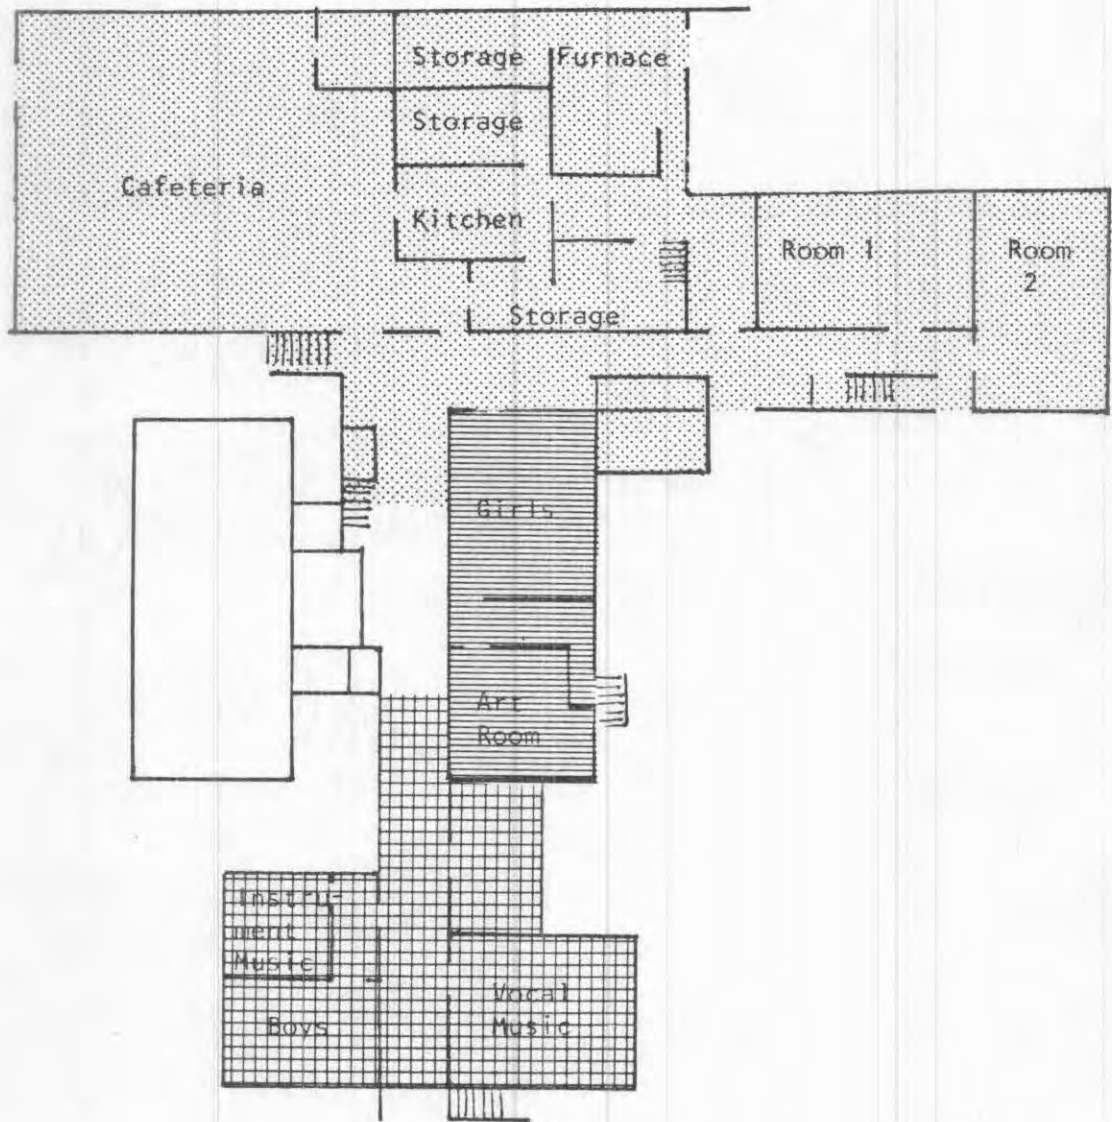 Storage
Furnace
Storage
Cafeteria
Kitchen
Room 1
Room
2
Storage
Girls
Art
Room
Instru-
ment
Music
Vocal
Music
Boys